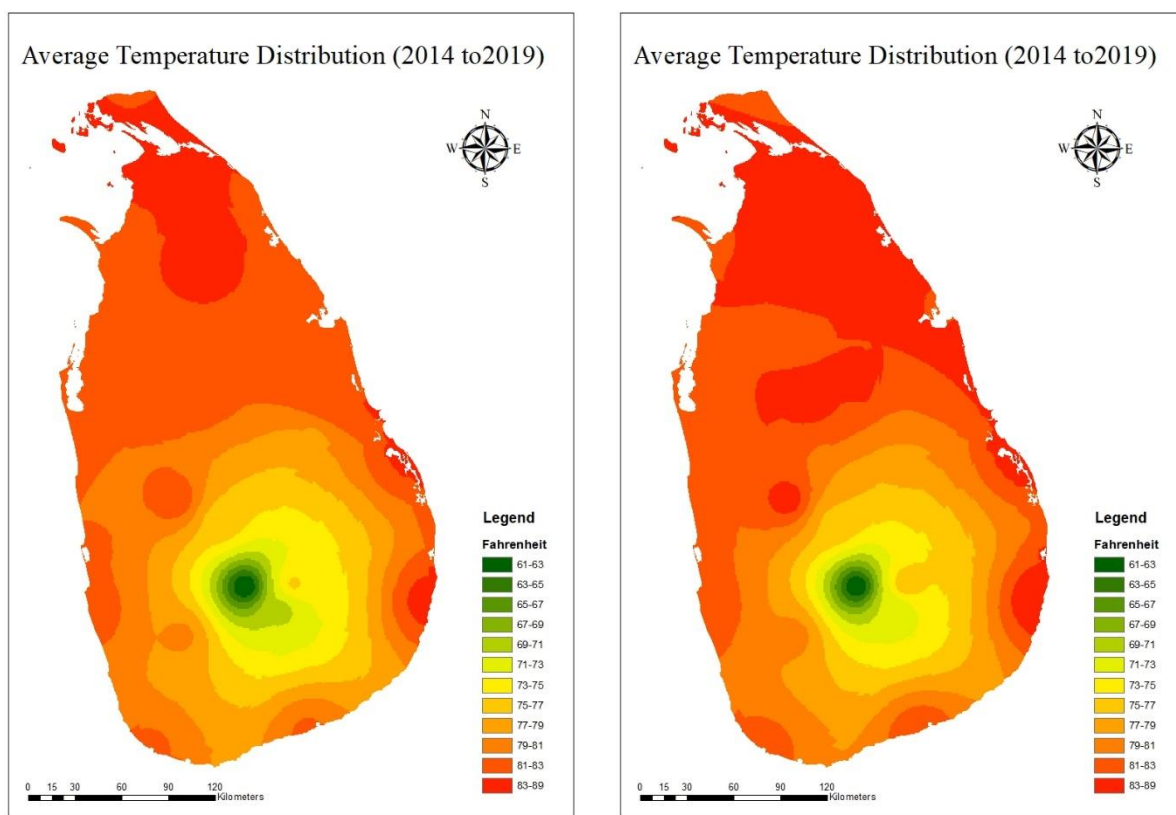 Average Temperature Distribution (2014 to2019)
N
W E
S
Legend
Fahrenheit
61-63
63-65
65-67
67-69
69-71
71-73
73-75
75-77
77-79
79-81
81-83
83-89
0 15 30 60 90 120
Kilometers
Average Temperature Distribution (2014 to2019)
N
W E
S
Legend
Fahrenheit
61-63
63-65
65-67
67-69
69-71
71-73
73-75
75-77
77-79
79-81
81-83
83-89
0 15 30 60 90 120
Kilometers